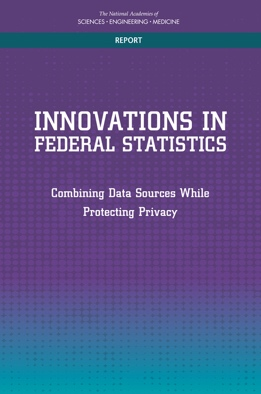 The National Academies of
SCIENCES • ENGINEERING • MEDICINE
REPORT
INNOVATIONS IN
FEDERAL STATISTICS
Combining Data Sources While
Protecting Privacy